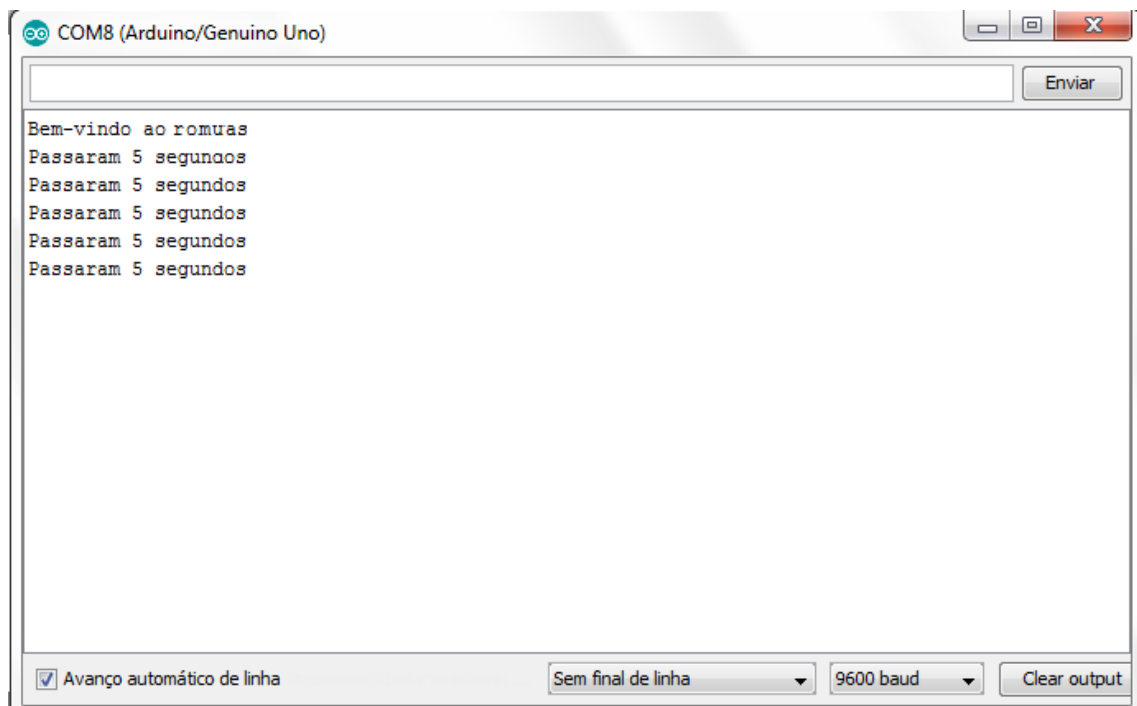 COM8 (Arduino/Genuino Uno)
Enviar
Bem-vindo ao romuas
Passaram 5 segundos
Passaram 5 segundos
Passaram 5 segundos
Passaram 5 segundos
Passaram 5 segundos
Avanço automático de linha
Sem final de linha
9600 baud
Clear output